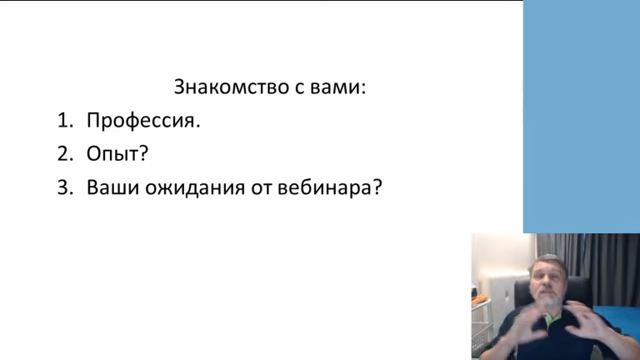 Знакомство с вами:
1. Профессия.
2. Опыт?
3. Ваши ожидания от вебинара?